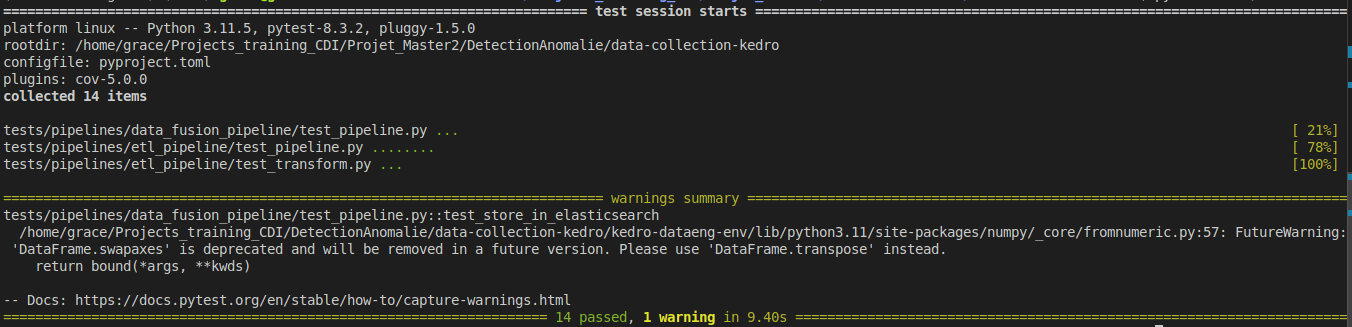 test session starts
platform linux -- Python 3.11.5, pytest-8.3.2, pluggy-1.5.0
rootdir: /home/grace/Projects_training_CDI/Projet_Master2/DetectionAnomalie/data-collection-kedro
configfile: pyproject.toml
plugins: cov-5.0.0
collected 14 items
tests/pipelines/data_fusion_pipeline/test_pipeline.py ... [ 21%]
tests/pipelines/etl_pipeline/test_pipeline.py ........ [ 78%]
tests/pipelines/etl_pipeline/test_transform.py ... [100%]
warnings summary
tests/pipelines/data_fusion_pipeline/test_pipeline.py::test_store_in_elasticsearch
/home/grace/Projects_training_CDI/DetectionAnomalie/data-collection-kedro/kedro-dataeng-env/lib/python3.11/site-packages/numpy/_core/fromnumeric.py:57: FutureWarning:
'DataFrame.swapaxes' is deprecated and will be removed in a future version. Please use 'DataFrame.transpose' instead.
return bound(*args, **kwds)
-- Docs: https://docs.pytest.org/en/stable/how-to/capture-warnings.html
14 passed, 1 warning in 9.40s